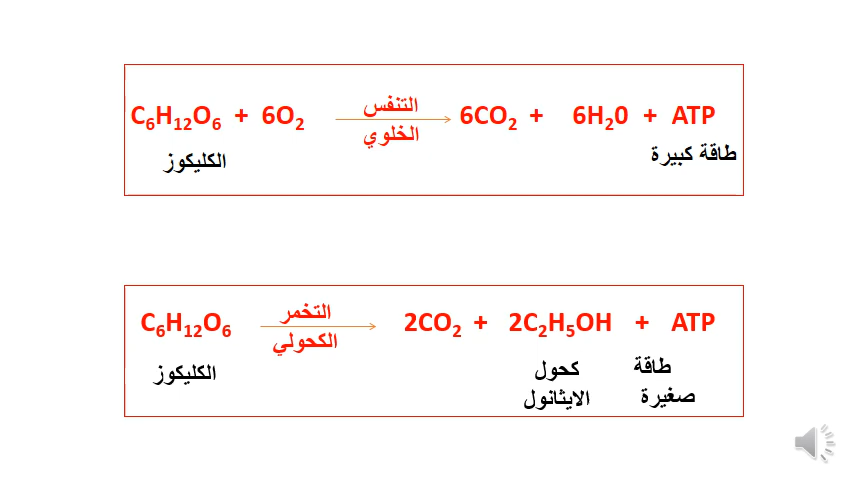 التنفس
C₆H₁₂O₆ + 6O₂ → 6CO₂ + 6H₂0 + ATP
الخلوي
الكليكوز
طاقة كبيرة
التخمر
C₆H₁₂O₆ → 2CO₂ + 2C₂H₅OH + ATP
الكحولي
الكليكوز
كحول
الايثانول
طاقة
صغيرة